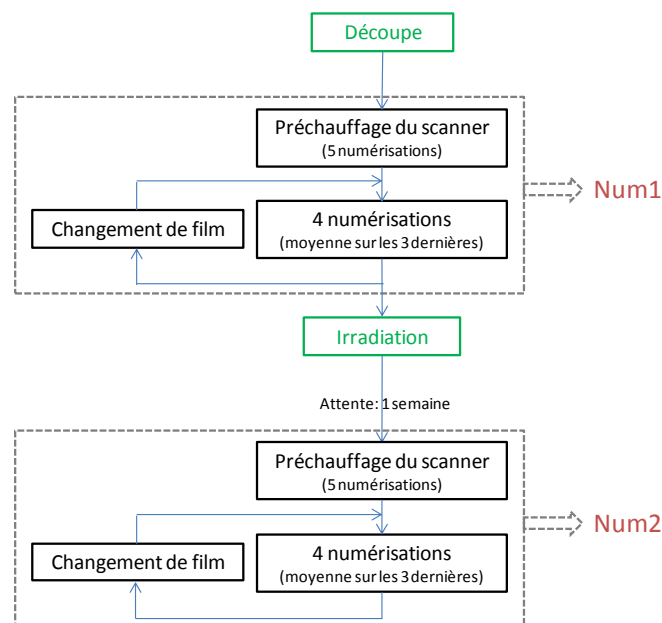 Découpe
Préchauffage du scanner
(5 numérisations)
Num1
Changement de film
4 numérisations
(moyenne sur les 3 dernières)
Irradiation
Attente: 1 semaine
Préchauffage du scanner
(5 numérisations)
Num2
Changement de film
4 numérisations
(moyenne sur les 3 dernières)